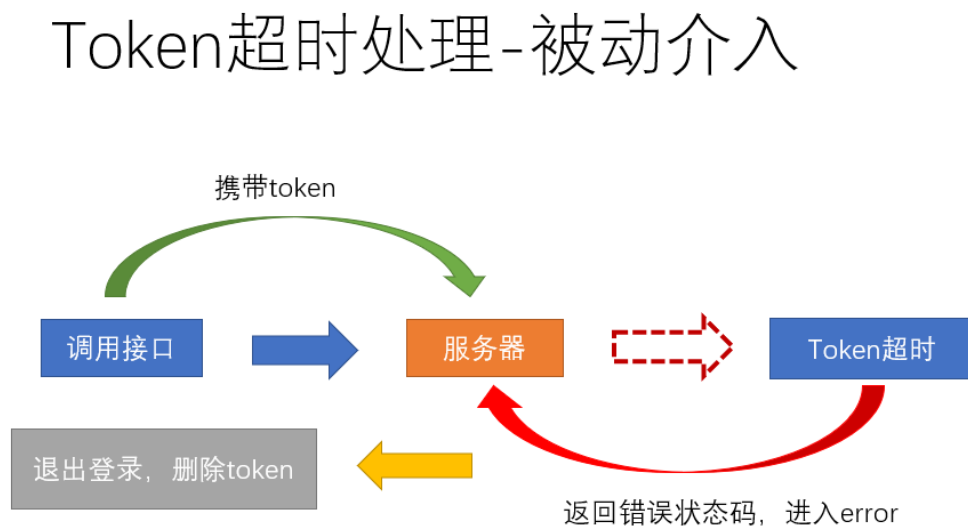 Token超时处理-被动介入
携带token
调用接口
服务器
Token超时
退出登录，删除token
返回错误状态码，进入error